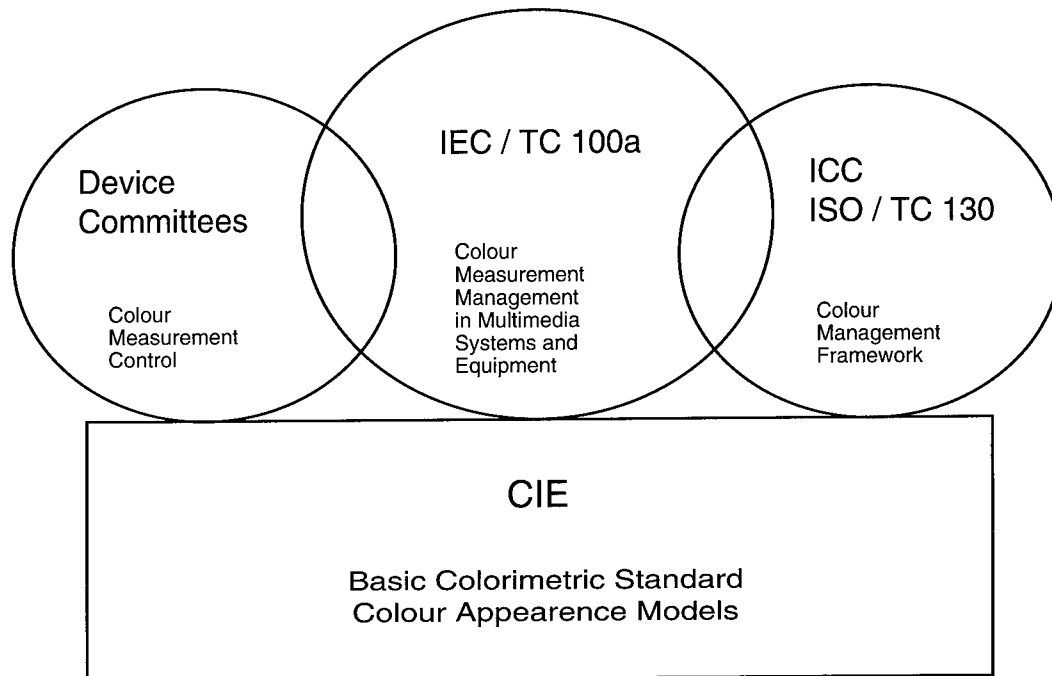 Device
Committees
Colour
Measurement
Control
IEC / TC 100a
Colour
Measurement
Management
in Multimedia
Systems and
Equipment
ICC
ISO / TC 130
Colour
Management
Framework
CIE
Basic Colorimetric Standard
Colour Appearence Models